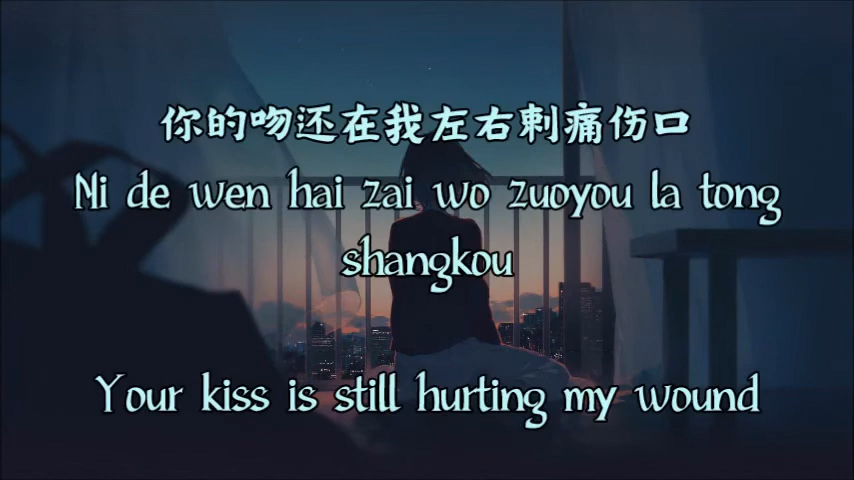 你的吻还在我左右刺痛伤口
Ni de wen hai zai wo zuoyou la tong
shangkou
Your kiss is still hurting my wound